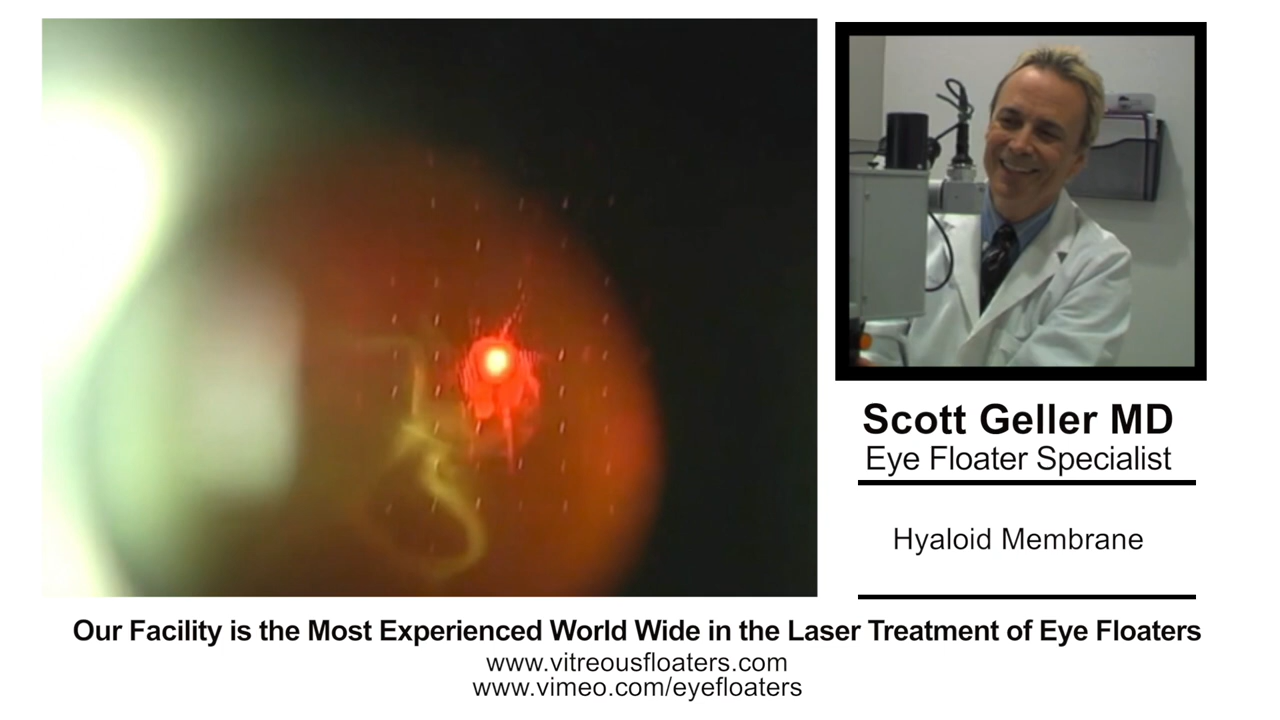 Scott Geller MD
Eye Floater Specialist
Hyaloid Membrane
Our Facility is the Most Experienced World Wide in the Laser Treatment of Eye Floaters
www.vitreousfloaters.com
www.vimeo.com/eyefloaters